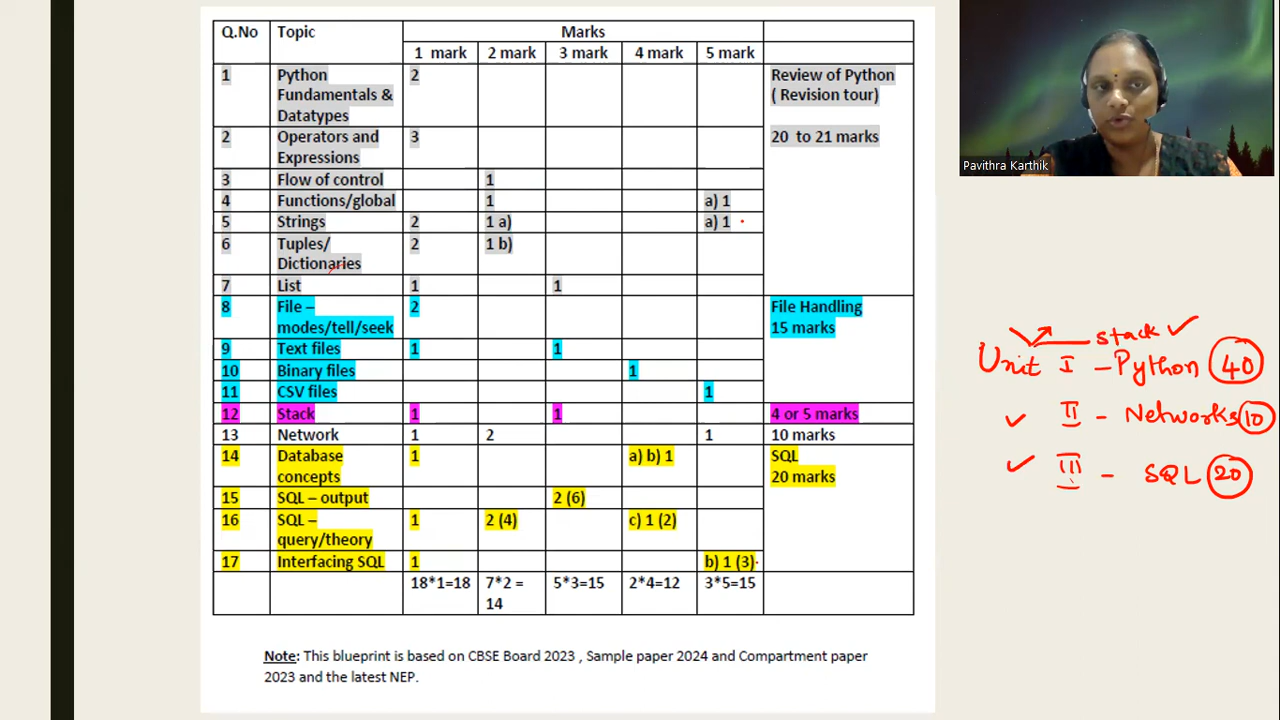 Q.No Topic Marks
1 mark 2 mark 3 mark 4 mark 5 mark
1 Python 2 Review of Python
Fundamentals & ( Revision tour)
Datatypes
2 Operators and 3 20 to 21 marks
Expressions
3 Flow of control 1
4 Functions/global 1 a) 1
5 Strings 2 1 a) a) 1
6 Tuples/ 2 1 b)
Dictionaries
7 List 1 1
8 File – 2 File Handling
modes/tell/seek 15 marks
9 Text files 1 1
10 Binary files 1
11 CSV files 1
12 Stack 1 1 4 or 5 marks
13 Network 1 2 1 10 marks
14 Database 1 a) b) 1 SQL
concepts 20 marks
15 SQL – output 2 (6)
16 SQL – 1 2 (4) c) 1 (2)
query/theory
17 Interfacing SQL 1 b) 1 (3)
18*1=18 7*2 = 5*3=15 2*4=12 3*5=15
14
Note: This blueprint is based on CBSE Board 2023 , Sample paper 2024 and Compartment paper
2023 and the latest NEP.
Pavithra Karthik
stack ✓
Unit I - Python 40
✓ II - Networks 10
✓ III - SQL 20